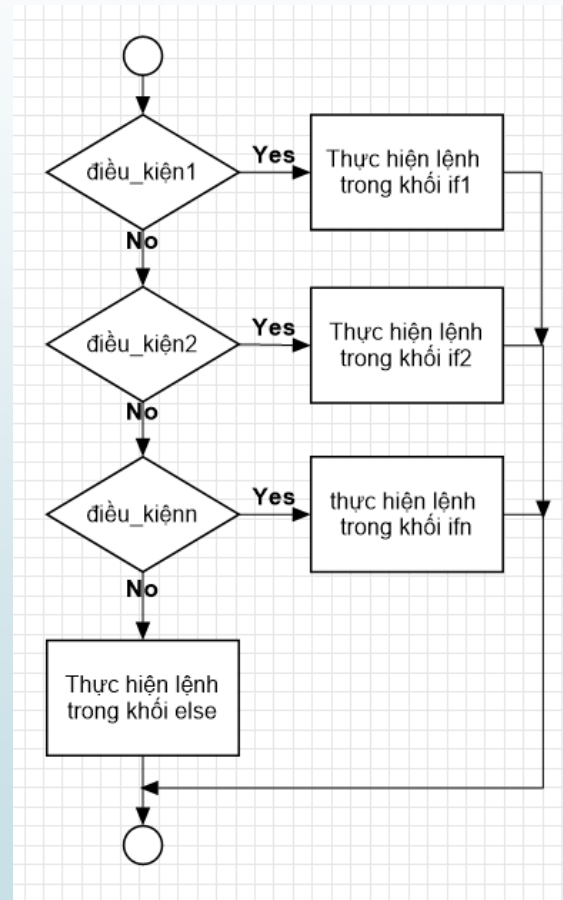 điều_kiện1
Yes
Thực hiện lệnh
trong khối if1
No
điều_kiện2
Yes
Thực hiện lệnh
trong khối if2
No
điều_kiệnn
Yes
thực hiện lệnh
trong khối ifn
No
Thực hiện lệnh
trong khối else